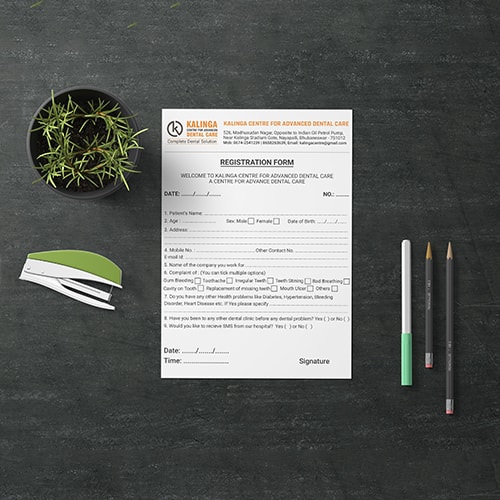 KALINGA
CENTRE FOR ADVANCED
DENTAL CARE
Complete Dental Solution
KALINGA CENTRE FOR ADVANCED DENTAL CARE
528, Madhusudan Nagar, Opposite to Indian Oil Petrol Pump,
Near Kalinga Stadium Gate, Nayapalli, Bhubaneswar - 751012
Mob: 0674-2341239 | 8658293639, Email: kalingacentre@gmail.com
REGISTRATION FORM
WELCOME TO KALINGA CENTRE FOR ADVANCED DENTAL CARE
A CENTRE FOR ADVANCE DENTAL CARE
DATE: ....../....../...... NO.: .......
1. Patient's Name
2. Age : Sex: Male Female Date of Birth: ..../...../.....
3. Address:
4. Mobile No. Other Contact No.
E-mail Id
5. Name of the company you work for
6. Complaint of : (You can tick multiple options)
Gum Bleeding Toothache Irregular Teeth Teeth Stining Bad Breathing
Cavity on Tooth Replacement of missing teeth Mouth Ulcer Others
7. Do you have any other Health problems like Diabetes, Hypertension, Bleeding
Disorder, Heart Disease etc. If Yes please specify
8. Have you been to any other dental clinic before any dental problem? Yes ( ) or No ( )
9. Would you like to recieve SMS from our hospital? Yes ( ) or No ( )
Date: ......./......./.......
Time: ........................ Signature